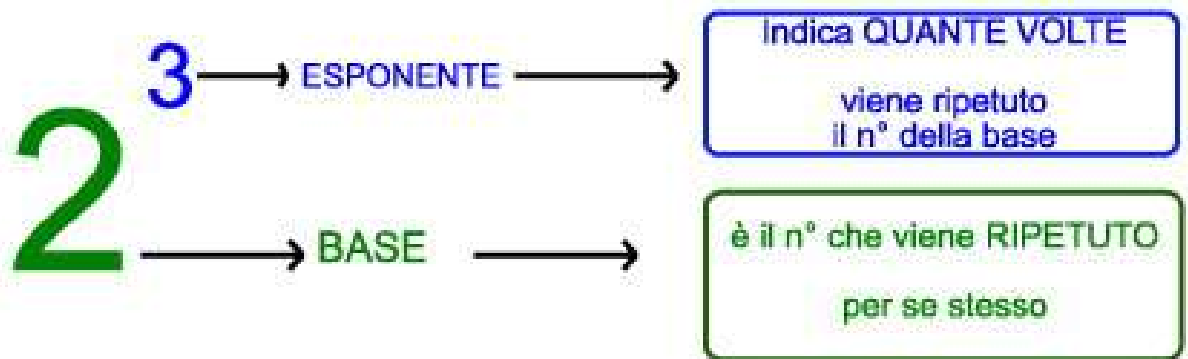 3 ESPONENTE
indica QUANTE VOLTE
viene ripetuto
il n° della base
2 BASE
è il n° che viene RIPETUTO
per se stesso